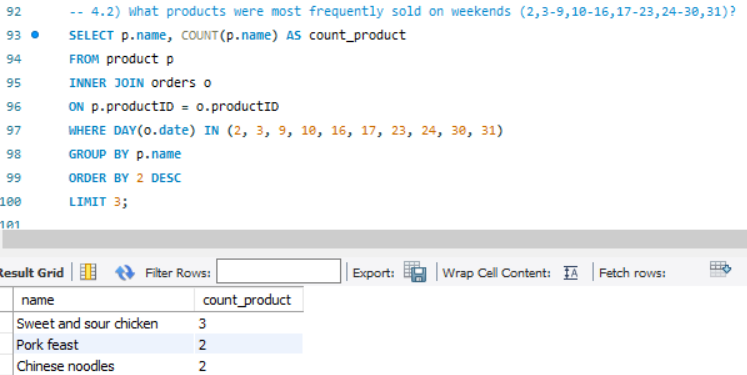 92 -- 4.2) What products were most frequently sold on weekends (2,3-9,10-16,17-23,24-30,31)?
93 SELECT p.name, COUNT(p.name) AS count_product
94 FROM product p
95 INNER JOIN orders o
96 ON p.productID = o.productID
97 WHERE DAY(o.date) IN (2, 3, 9, 10, 16, 17, 23, 24, 30, 31)
98 GROUP BY p.name
99 ORDER BY 2 DESC
100 LIMIT 3;
101
Result Grid Filter Rows: Export: Wrap Cell Content: IA Fetch rows:
name count_product
Sweet and sour chicken 3
Pork feast 2
Chinese noodles 2